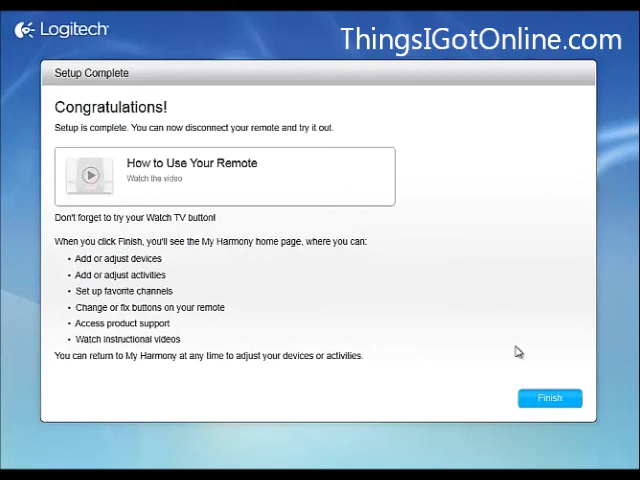 Logitech
ThingsIGotOnline.com
Setup Complete
Congratulations!
Setup is complete. You can now disconnect your remote and try it out.
How to Use Your Remote
Watch the video
Don't forget to try your Watch TV button!
When you click Finish, you'll see the My Harmony home page, where you can:
• Add or adjust devices
• Add or adjust activities
• Set up favorite channels
• Change or fix buttons on your remote
• Access product support
• Watch instructional videos
You can return to My Harmony at any time to adjust your devices or activities.
Finish